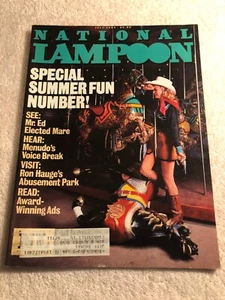 NATIONAL
LAMPOON
SPECIAL
SUMMER FUN
NUMBER!
SEE:
Mr. Ed
Elected Mare
HEAR:
Menudo's
Voice Break
VISIT:
Ron Hauge's
Abusement Park
READ:
Award-
Winning Ads